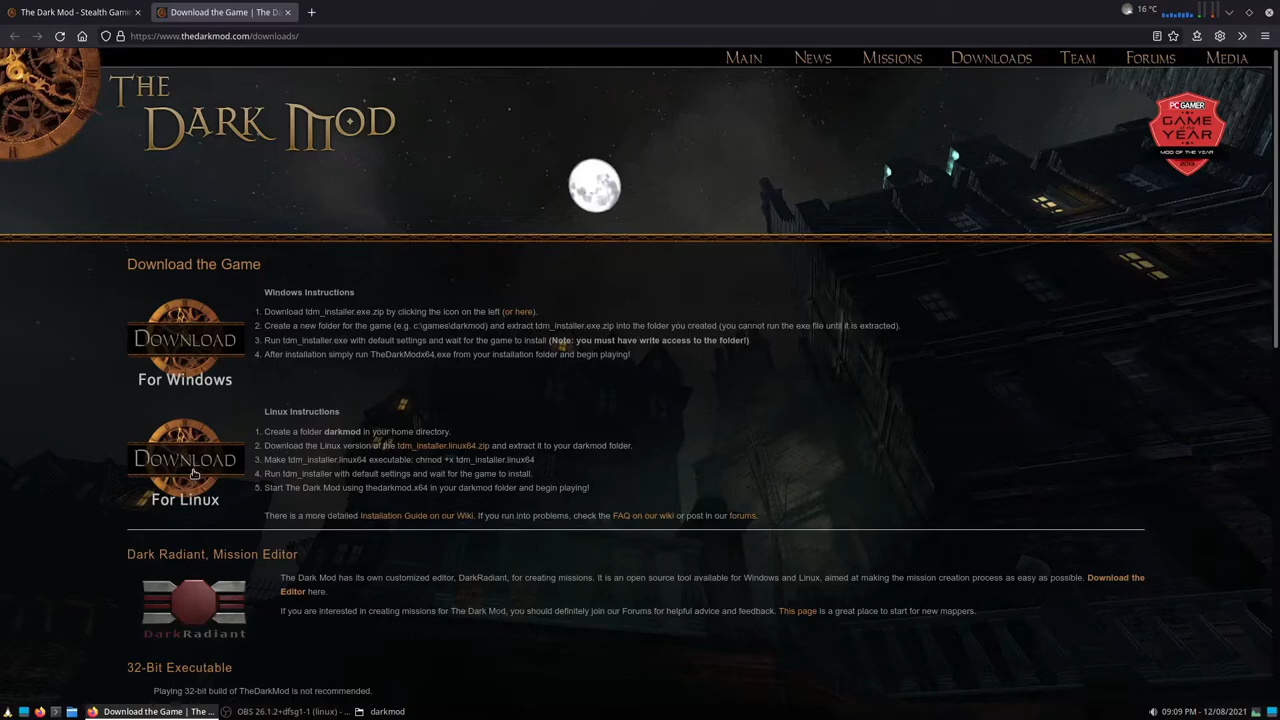 The Dark Mod - Stealth Gamin
Download the Game | The Da
16 °C
https://www.thedarkmod.com/downloads/
MAIN
NEWS
MISSIONS
DOWNLOADS
TEAM
FORUMS
MEDIA
THE
DARK MOD
PC GAMER
GAME
of the
YEAR
MOD OF THE YEAR
2013
Download the Game
Windows Instructions
DOWNLOAD
For Windows
1. Download tdm_installer.exe.zip by clicking the icon on the left (or here).
2. Create a new folder for the game (e.g. c:\games\darkmod) and extract tdm_installer.exe.zip into the folder you created (you cannot run the exe file until it is extracted).
3. Run tdm_installer.exe with default settings and wait for the game to install (Note: you must have write access to the folder!)
4. After installation simply run TheDarkModx64.exe from your installation folder and begin playing!
Linux Instructions
DOWNLOAD
For Linux
1. Create a folder darkmod in your home directory.
2. Download the Linux version of the tdm_installer.linux64.zip and extract it to your darkmod folder.
3. Make tdm_installer.linux64 executable: chmod +x tdm_installer.linux64
4. Run tdm_installer with default settings and wait for the game to install.
5. Start The Dark Mod using thedarkmod.x64 in your darkmod folder and begin playing!
There is a more detailed Installation Guide on our Wiki. If you run into problems, check the FAQ on our wiki or post in our forums.
Dark Radiant, Mission Editor
DarkRadiant
The Dark Mod has its own customized editor, DarkRadiant, for creating missions. It is an open source tool available for Windows and Linux, aimed at making the mission creation process as easy as possible. Download the
Editor here.
If you are interested in creating missions for The Dark Mod, you should definitely join our Forums for helpful advice and feedback. This page is a great place to start for new mappers.
32-Bit Executable
Playing 32-bit build of TheDarkMod is not recommended.
Download the Game | The ...
OBS 26.1.2+dfsg1-1 (linux) - ...
darkmod
09:09 PM - 12/08/2021